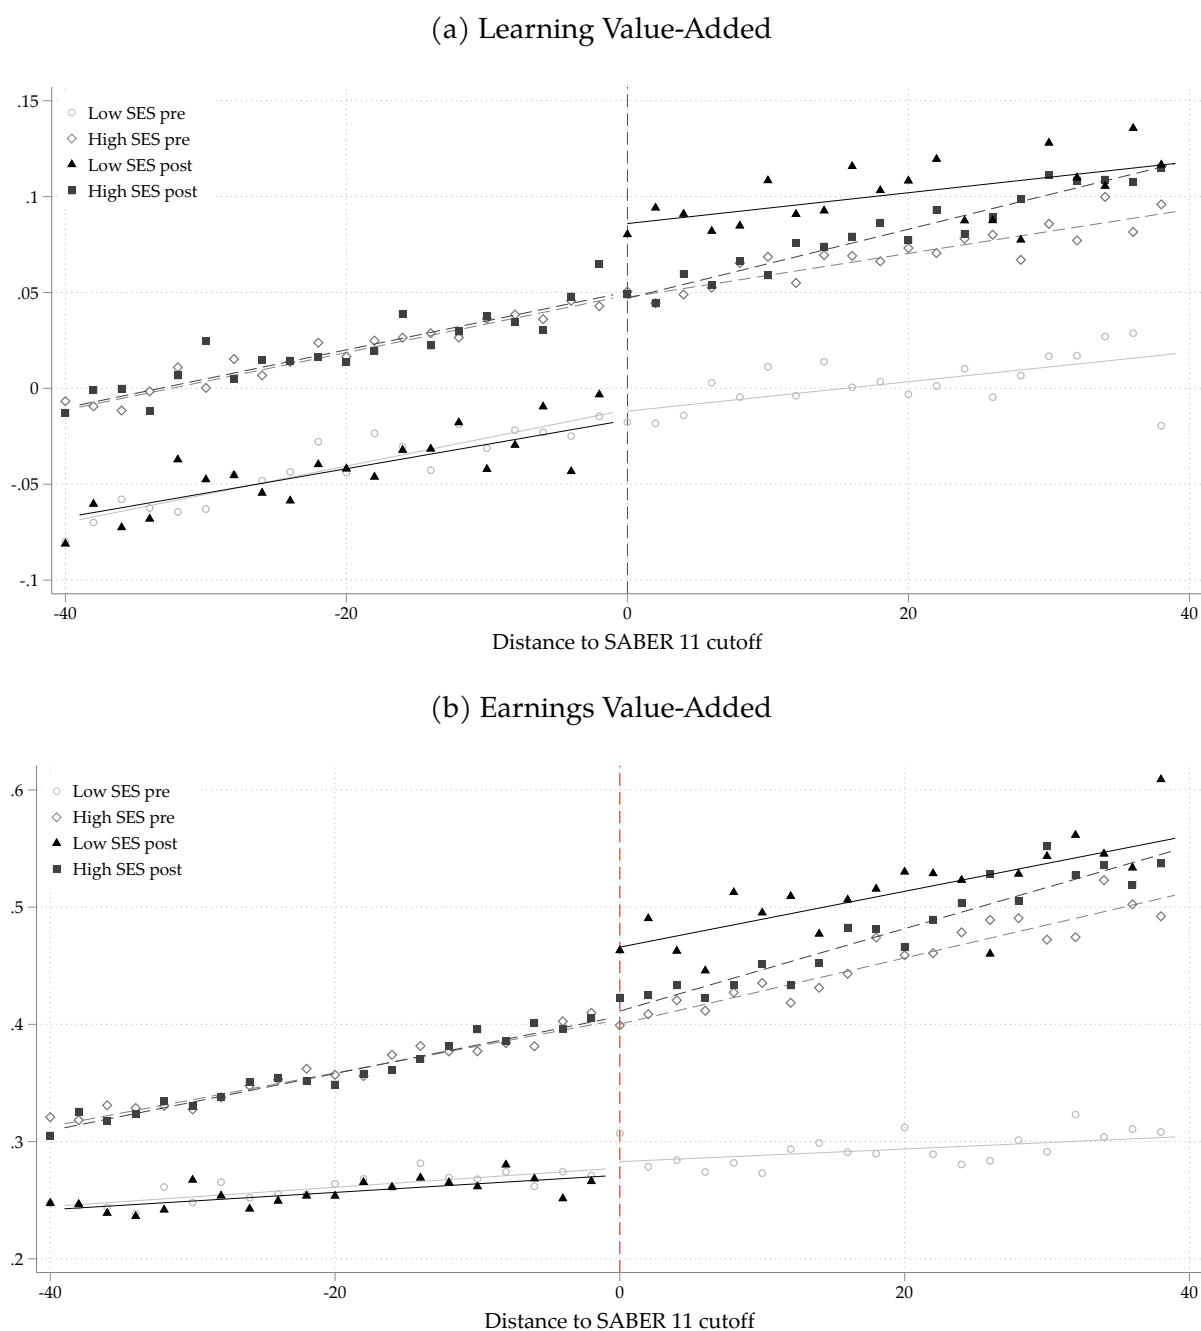 (a) Learning Value-Added
.15
.1
.05
0
-.05
-.1
Low SES pre
High SES pre
Low SES post
High SES post
-40 -20 0 20 40
Distance to SABER 11 cutoff
(b) Earnings Value-Added
.6
.5
.4
.3
.2
Low SES pre
High SES pre
Low SES post
High SES post
-40 -20 0 20 40
Distance to SABER 11 cutoff